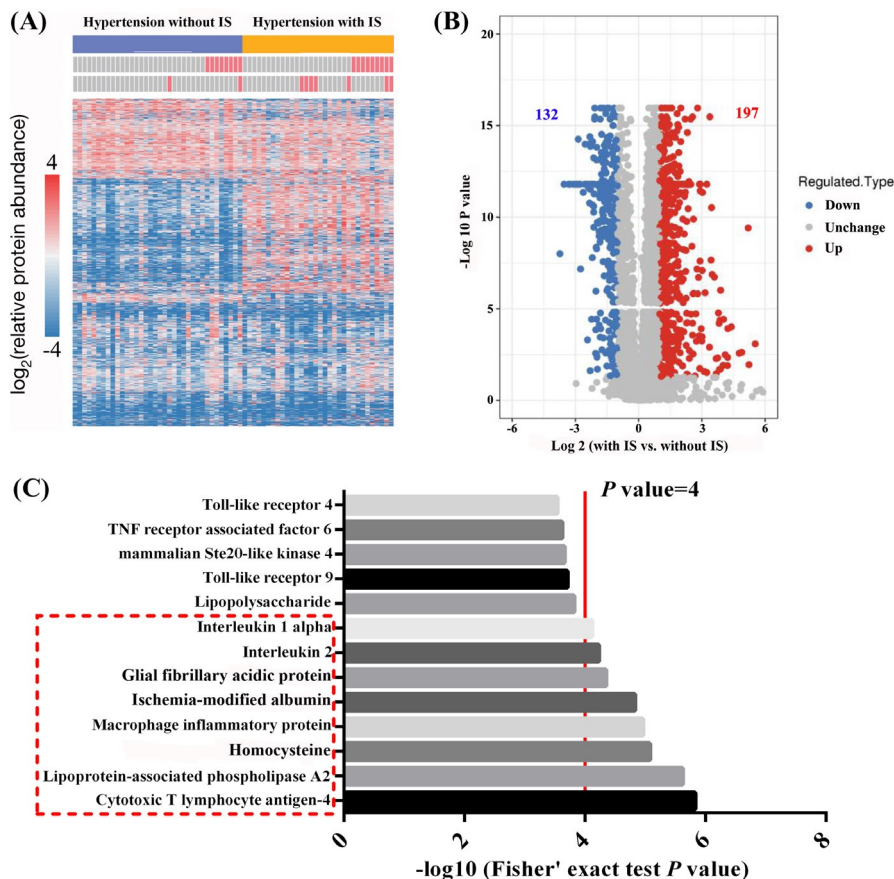 (A)
Hypertension without IS
Hypertension with IS
log2(relative protein abundance)
4
-4
(B)
132
197
20
15
10
5
0
-Log 10 P value
-6
-3
0
3
6
Log 2 (with IS vs. without IS)
Regulated.Type
Down
Unchange
Up
(C)
P value=4
Toll-like receptor 4
TNF receptor associated factor 6
mammalian Ste20-like kinase 4
Toll-like receptor 9
Lipopolysaccharide
Interleukin 1 alpha
Interleukin 2
Glial fibrillary acidic protein
Ischemia-modified albumin
Macrophage inflammatory protein
Homocysteine
Lipoprotein-associated phospholipase A2
Cytotoxic T lymphocyte antigen-4
0
2
4
6
8
-log10 (Fisher' exact test P value)